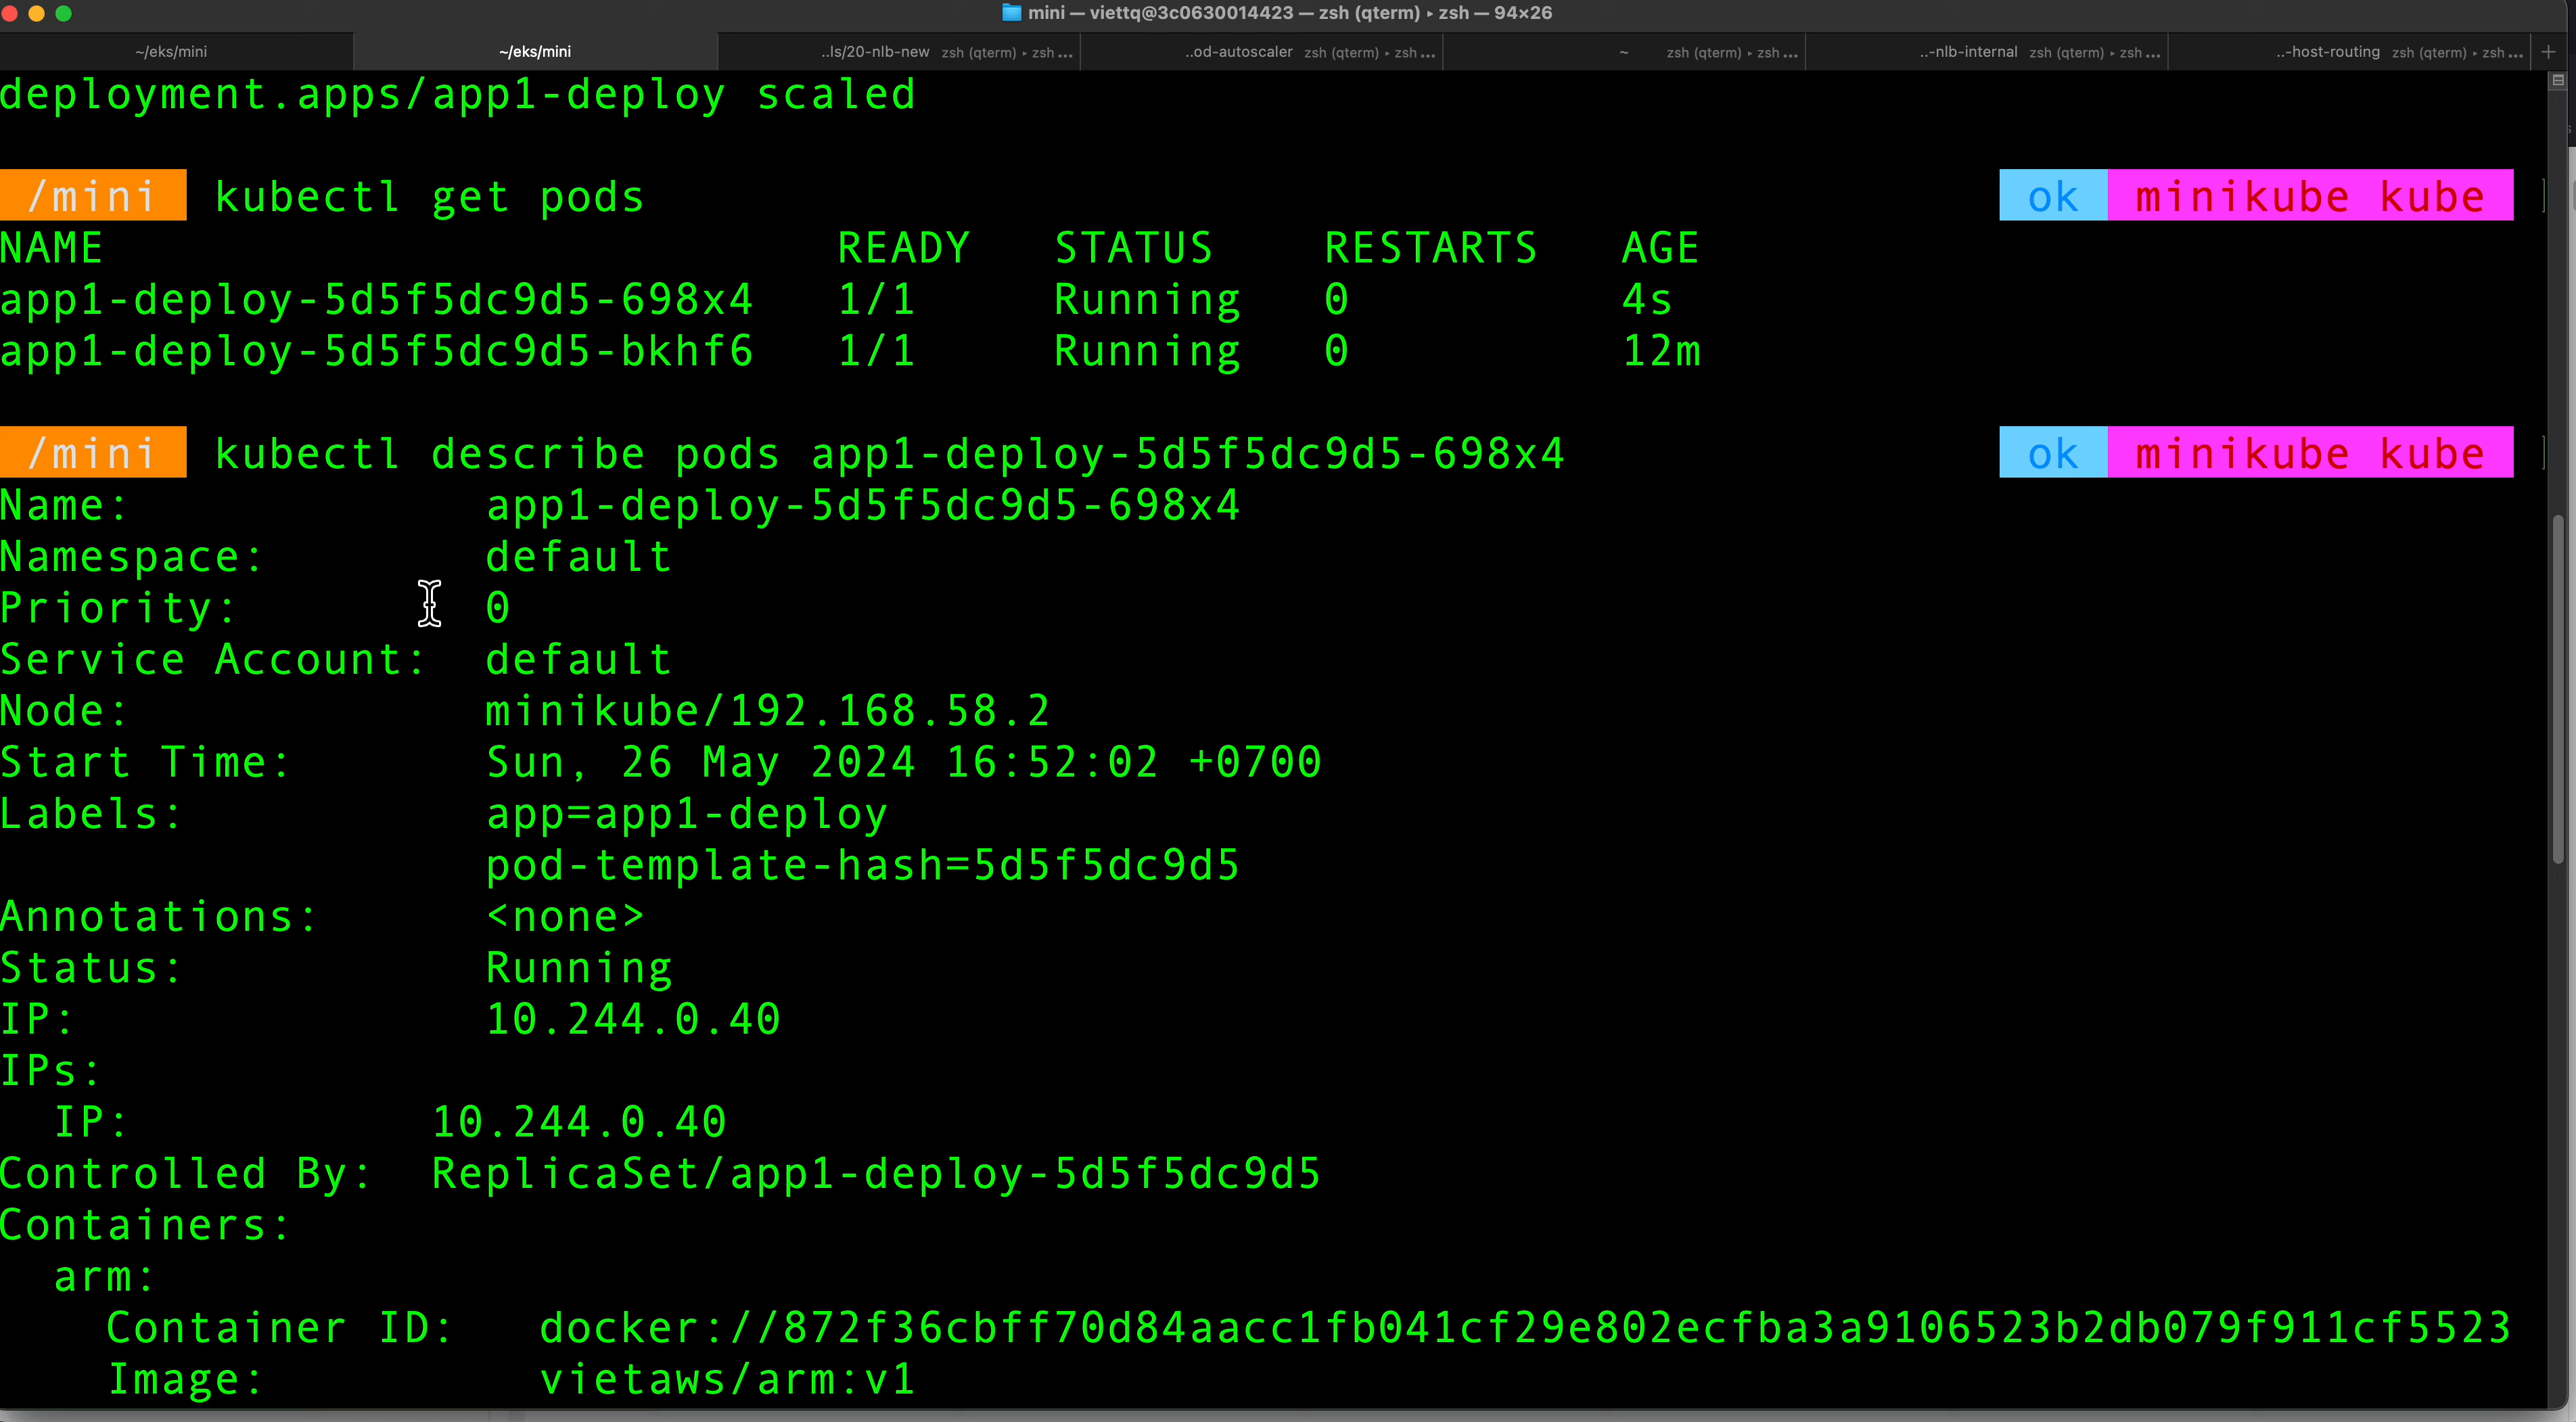 mini — viettq@3c0630014423 — zsh (qterm) ▸ zsh — 94×26
~/eks/mini ~/eks/mini ..ls/20-nlb-new zsh (qterm) ▸ zsh ... ..od-autoscaler zsh (qterm) ▸ zsh ... ~ zsh (qterm) ▸ zsh ... ..-nlb-internal zsh (qterm) ▸ zsh ... ..-host-routing zsh (qterm) ▸ zsh ... +
deployment.apps/app1-deploy scaled
/mini kubectl get pods ok minikube kube
NAME READY STATUS RESTARTS AGE
app1-deploy-5d5f5dc9d5-698x4 1/1 Running 0 4s
app1-deploy-5d5f5dc9d5-bkhf6 1/1 Running 0 12m
/mini kubectl describe pods app1-deploy-5d5f5dc9d5-698x4 ok minikube kube
Name: app1-deploy-5d5f5dc9d5-698x4
Namespace: default
Priority: 0
Service Account: default
Node: minikube/192.168.58.2
Start Time: Sun, 26 May 2024 16:52:02 +0700
Labels: app=app1-deploy
pod-template-hash=5d5f5dc9d5
Annotations: <none>
Status: Running
IP: 10.244.0.40
IPs:
IP: 10.244.0.40
Controlled By: ReplicaSet/app1-deploy-5d5f5dc9d5
Containers:
arm:
Container ID: docker://872f36cbff70d84aacc1fb041cf29e802ecfba3a9106523b2db079f911cf5523
Image: vietaws/arm:v1